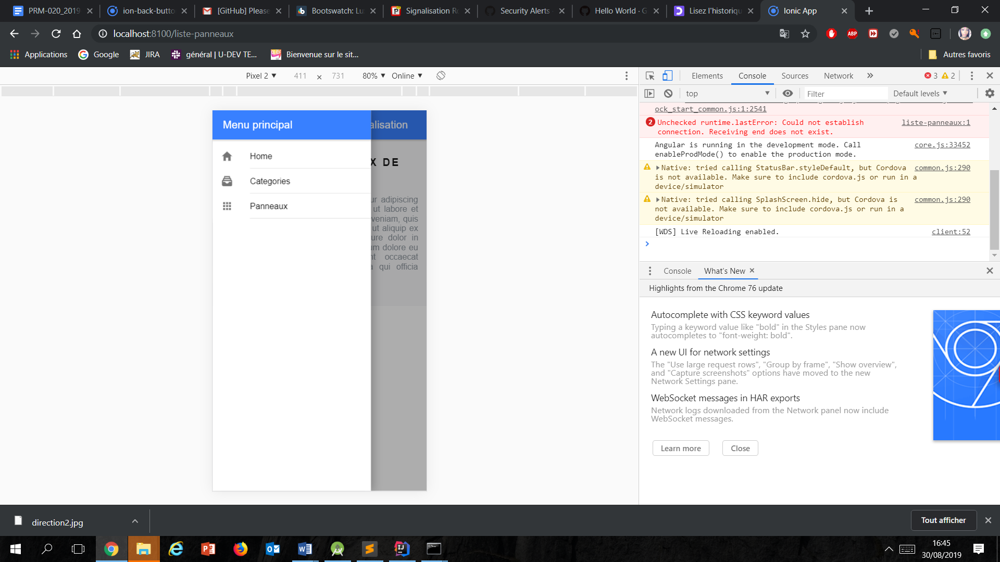 PRM-020_2019
ion-back-butto
[GitHub] Please
Bootswatch: Lu
Signalisation Ro
Security Alerts
Hello World · G
Lisez l'historiqu
Ionic App
localhost:8100/liste-panneaux
ABP
Applications
Google
JIRA
général | U-DEV TE...
Bienvenue sur le sit...
Autres favoris
Pixel 2 ▼ 411 × 731 80% ▼ Online ▼
Elements Console Sources Network » 3 2
top ▼ Filter Default levels ▼
Menu principal
alisation
Home
Categories
Panneaux
X DE
ur adipiscing
ut labore et
veniam, quis
ut aliquip ex
ure dolor in
um dolore eu
nt occaecat
qui officia
ock_start_common.js:1:2541
2 Unchecked runtime.lastError: Could not establish liste-panneaux:1
connection. Receiving end does not exist.
Angular is running in the development mode. Call core.js:33452
enableProdMode() to enable the production mode.
▶Native: tried calling StatusBar.styleDefault, but Cordova common.js:290
is not available. Make sure to include cordova.js or run in a
device/simulator
▶Native: tried calling SplashScreen.hide, but Cordova is common.js:290
not available. Make sure to include cordova.js or run in a
device/simulator
[WDS] Live Reloading enabled. client:52
Console What's New ×
Highlights from the Chrome 76 update
Autocomplete with CSS keyword values
Typing a keyword value like "bold" in the Styles pane now
autocompletes to "font-weight: bold".
A new UI for network settings
The "Use large request rows", "Group by frame", "Show overview",
and "Capture screenshots" options have moved to the new
Network Settings pane.
WebSocket messages in HAR exports
Network logs downloaded from the Network panel now include
WebSocket messages.
Learn more
Close
direction2.jpg
Tout afficher
16:45
30/08/2019